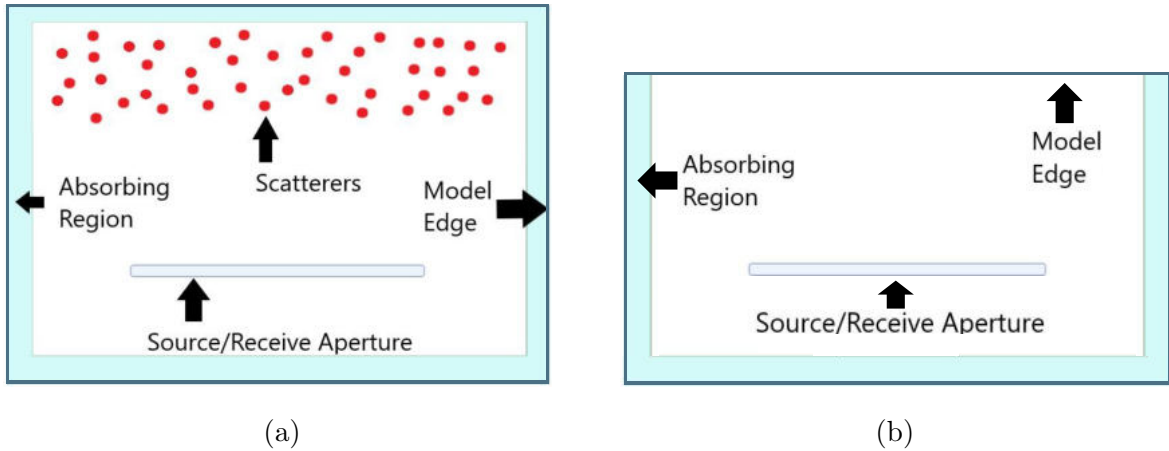 Scatterers
Absorbing
Region
Model
Edge
Source/Receive Aperture
(a)
Model
Edge
Absorbing
Region
Source/Receive Aperture
(b)